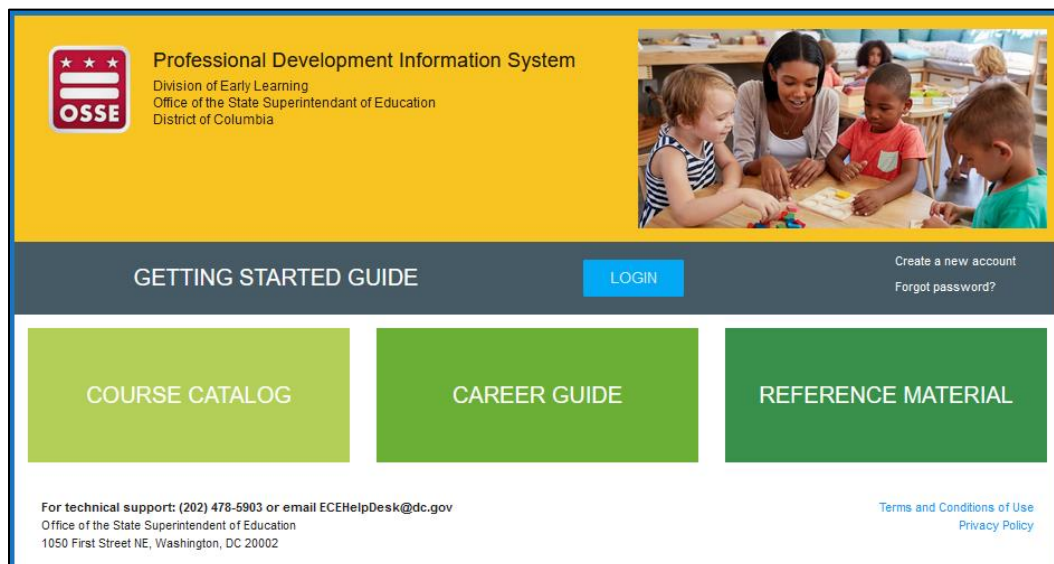 OSSE
Professional Development Information System
Division of Early Learning
Office of the State Superintendant of Education
District of Columbia
GETTING STARTED GUIDE
LOGIN
Create a new account
Forgot password?
COURSE CATALOG
CAREER GUIDE
REFERENCE MATERIAL
For technical support: (202) 478-5903 or email ECEHelpDesk@dc.gov
Office of the State Superintendent of Education
1050 First Street NE, Washington, DC 20002
Terms and Conditions of Use
Privacy Policy